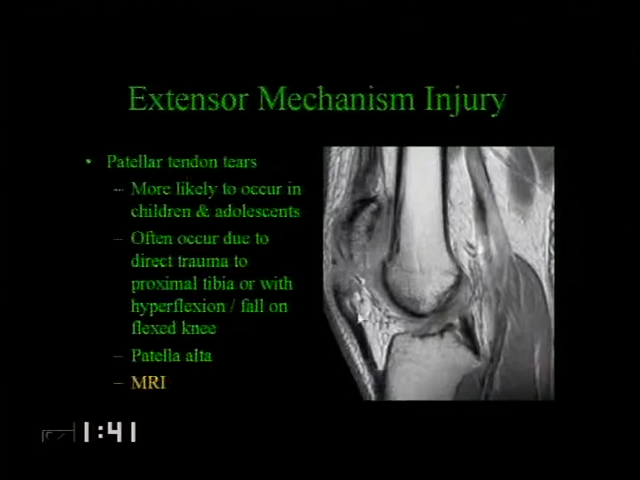 Extensor Mechanism Injury
• Patellar tendon tears
– More likely to occur in
children & adolescents
– Often occur due to
direct trauma to
proximal tibia or with
hyperflexion / fall on
flexed knee
– Patella alta
– MRI
1:41